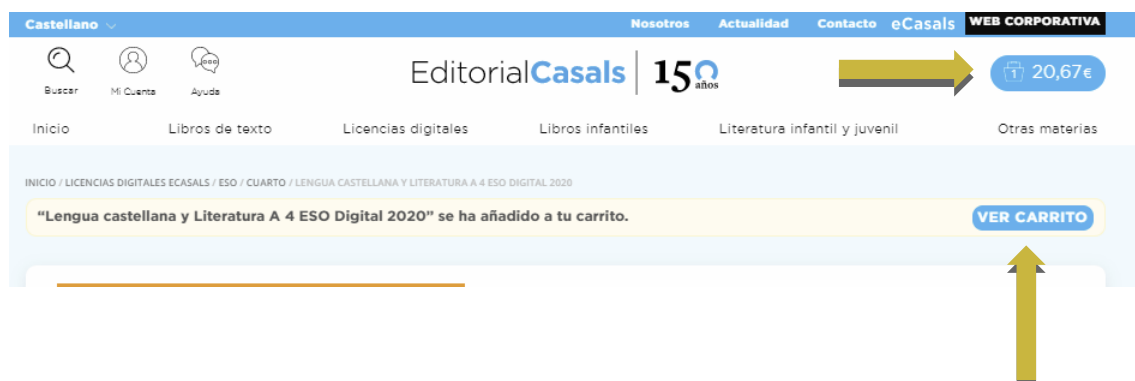 Castellano
Nosotros Actualidad Contacto eCasals WEB CORPORATIVA
Buscar Mi Cuenta Ayuda
EditorialCasals 150 años
1 20,67€
Inicio Libros de texto Licencias digitales Libros infantiles Literatura infantil y juvenil Otras materias
INICIO / LICENCIAS DIGITALES ECASALS / ESO / CUARTO / LENGUA CASTELLANA Y LITERATURA A 4 ESO DIGITAL 2020
“Lengua castellana y Literatura A 4 ESO Digital 2020” se ha añadido a tu carrito. VER CARRITO